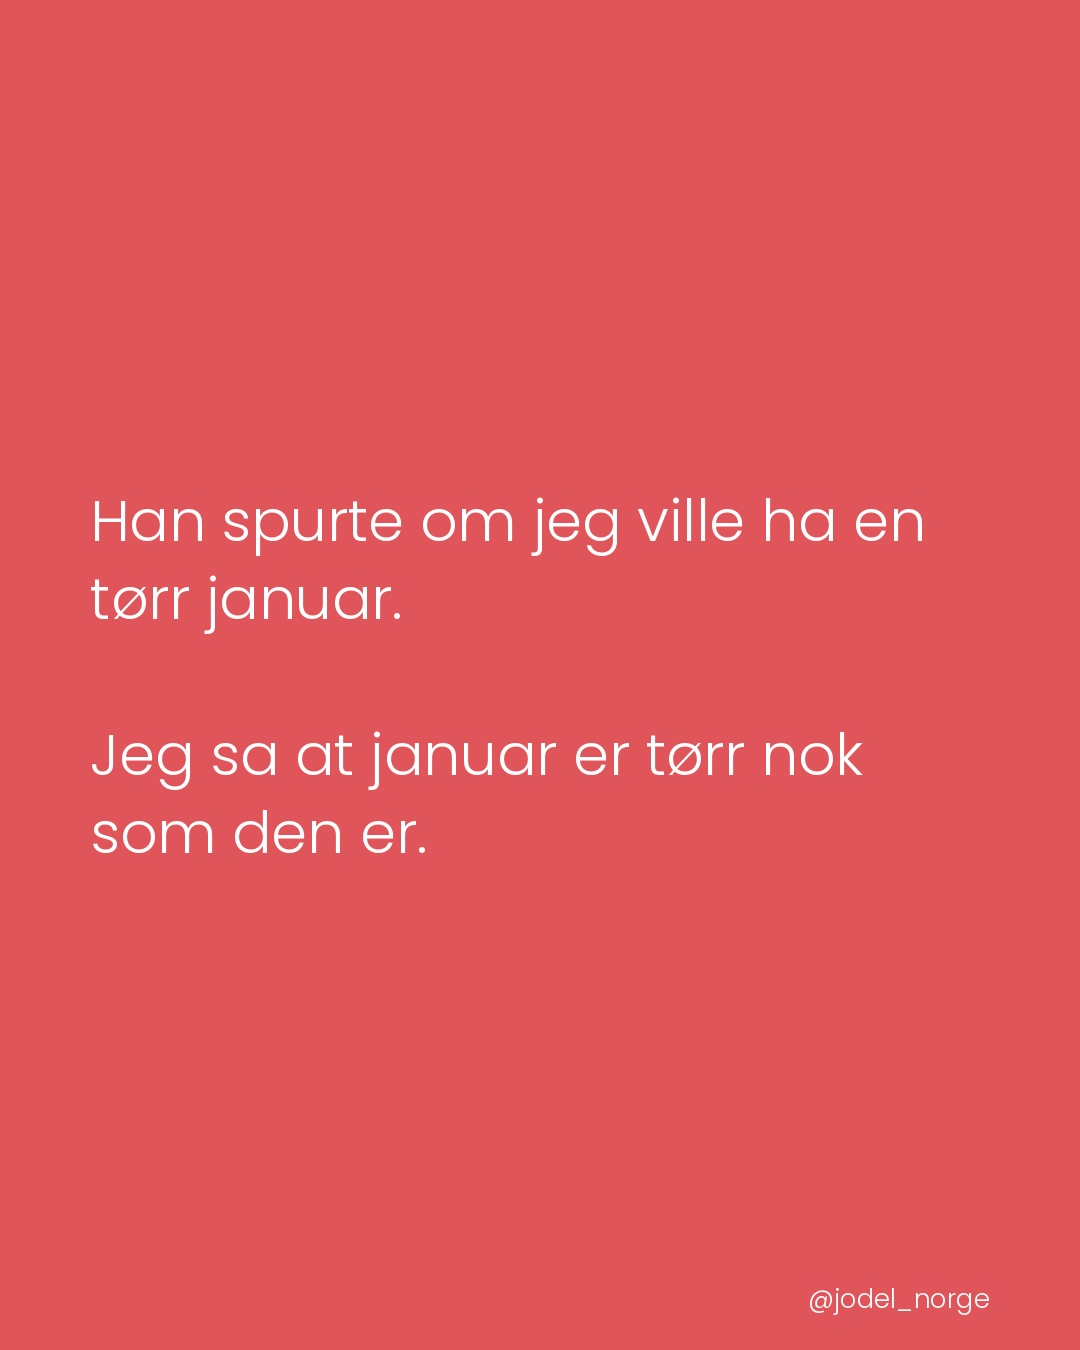 Han spurte om jeg ville ha en
tørr januar.
Jeg sa at januar er tørr nok
som den er.
@jodel_norge